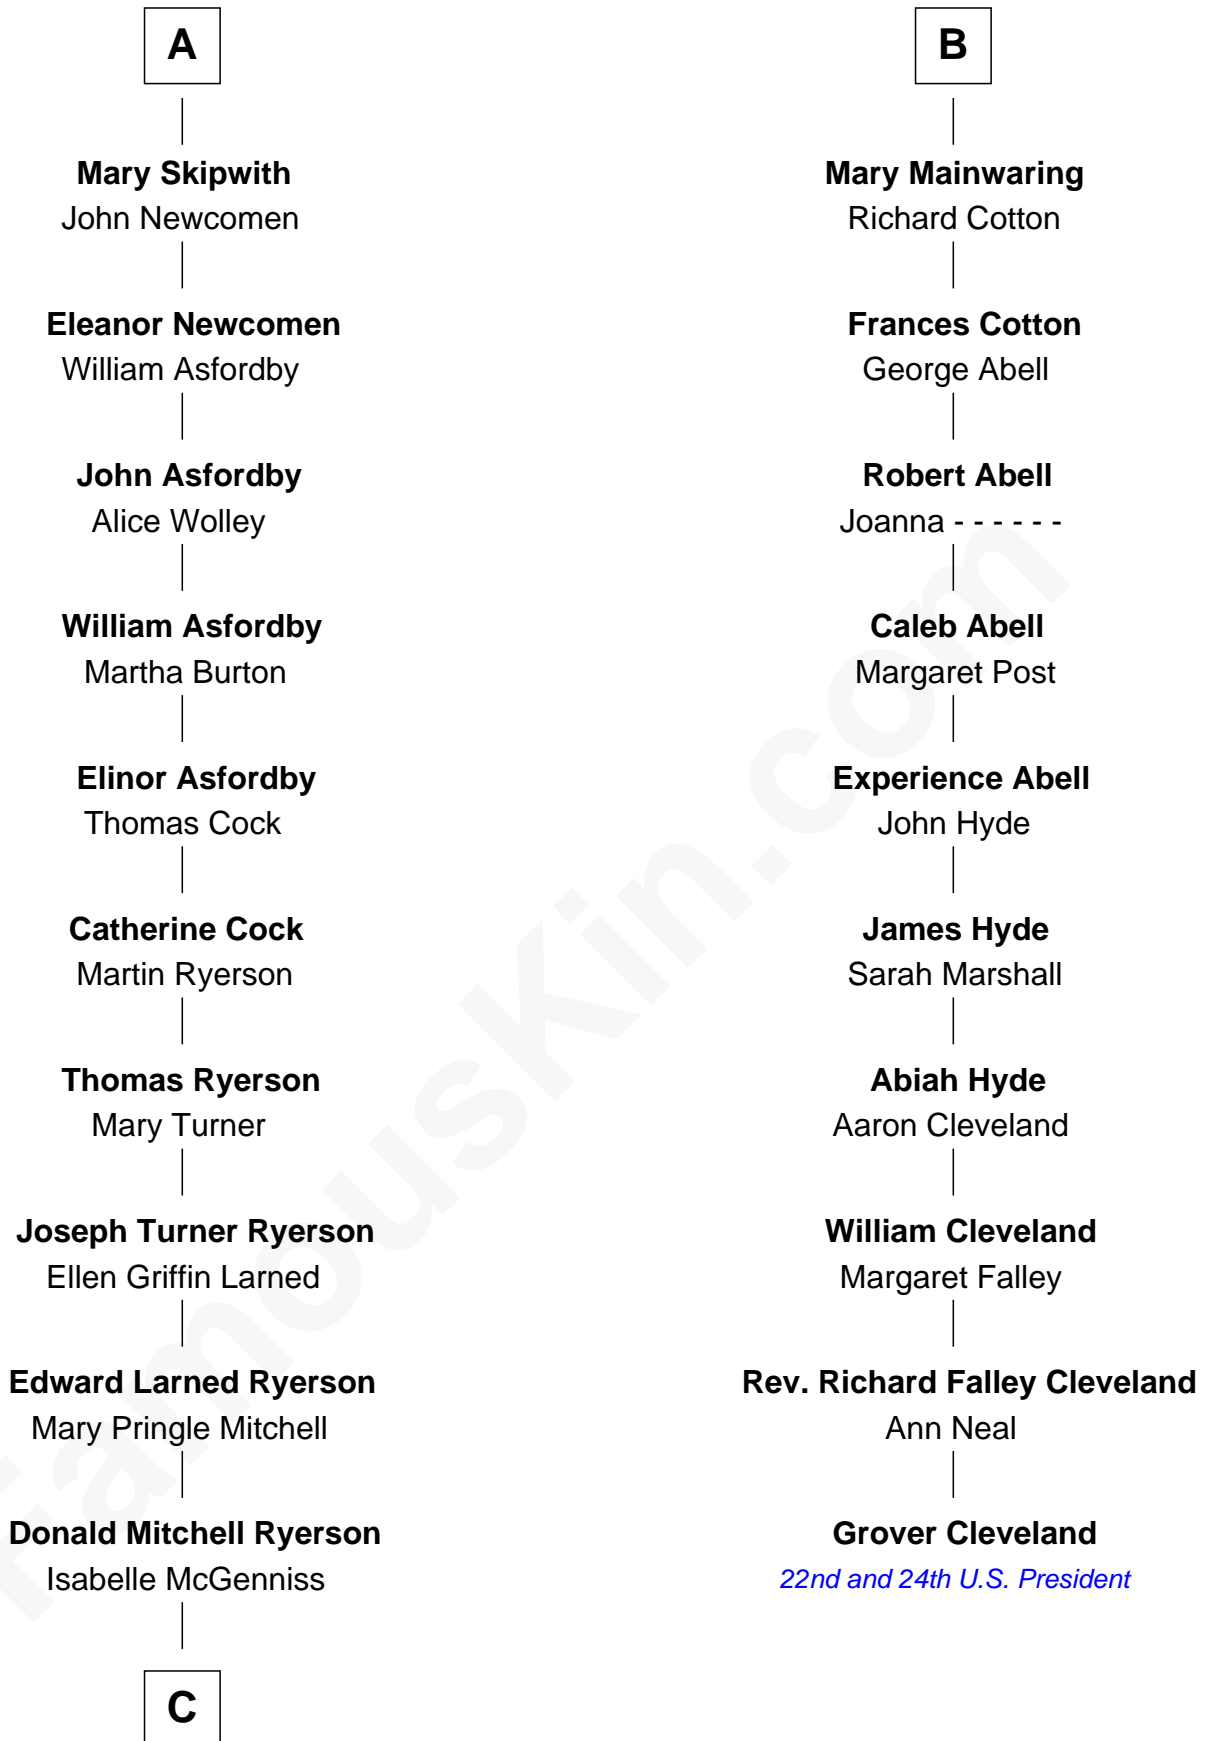 A
Mary Skipwith
John Newcomen
Eleanor Newcomen
William Asfordby
John Asfordby
Alice Wolley
William Asfordby
Martha Burton
Elinor Asfordby
Thomas Cock
Catherine Cock
Martin Ryerson
Thomas Ryerson
Mary Turner
Joseph Turner Ryerson
Ellen Griffin Larned
Edward Larned Ryerson
Mary Pringle Mitchell
Donald Mitchell Ryerson
Isabelle McGenniss
C
B
Mary Mainwaring
Richard Cotton
Frances Cotton
George Abell
Robert Abell
Joanna - - - - - -
Caleb Abell
Margaret Post
Experience Abell
John Hyde
James Hyde
Sarah Marshall
Abiah Hyde
Aaron Cleveland
William Cleveland
Margaret Falley
Rev. Richard Falley Cleveland
Ann Neal
Grover Cleveland
22nd and 24th U.S. President
FamousKin.com